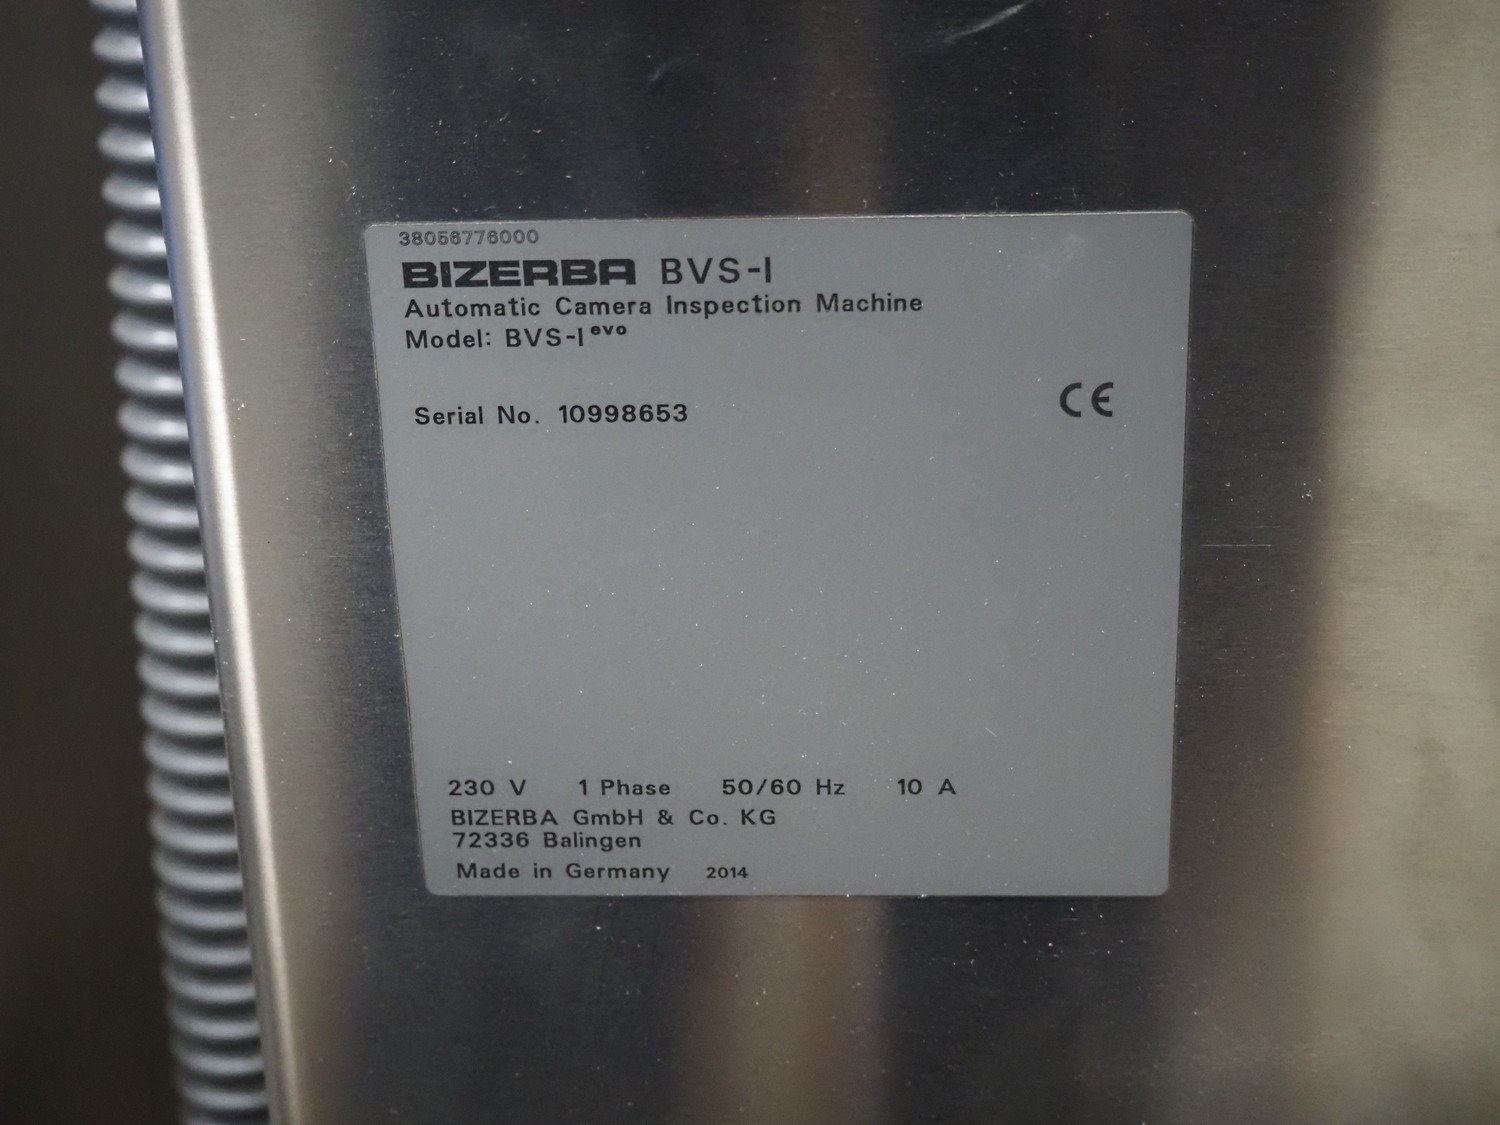 38056776000
BIZERBA BVS-I
Automatic Camera Inspection Machine
Model: BVS-I evo
CE
Serial No. 10998653
230 V 1 Phase 50/60 Hz 10 A
BIZERBA GmbH & Co. KG
72336 Balingen
Made in Germany 2014